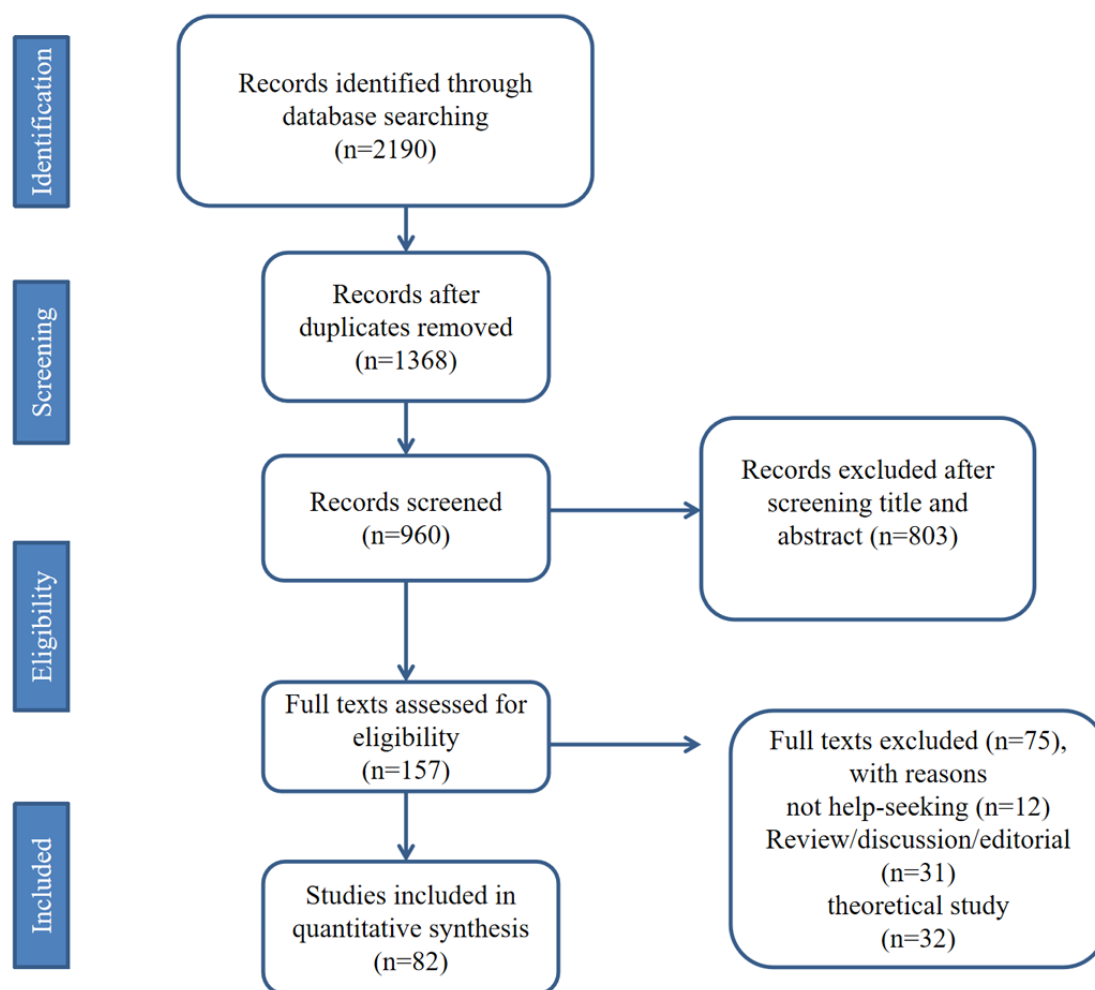 Identification
Records identified through
database searching
(n=2190)
Screening
Records after
duplicates removed
(n=1368)
Records screened
(n=960)
Records excluded after
screening title and
abstract (n=803)
Eligibility
Full texts assessed for
eligibility
(n=157)
Full texts excluded (n=75),
with reasons
not help-seeking (n=12)
Review/discussion/editorial
(n=31)
theoretical study
(n=32)
Included
Studies included in
quantitative synthesis
(n=82)